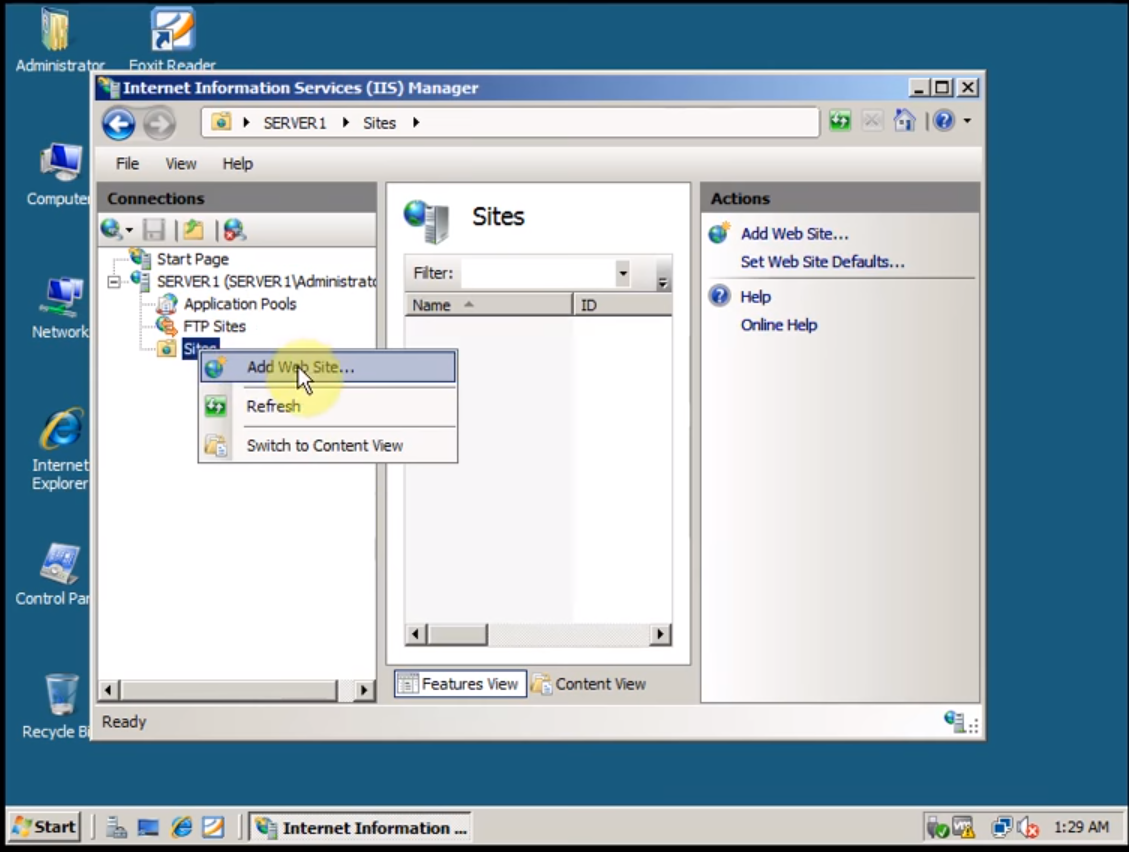 Administrator
Foxit Reader
Internet Information Services (IIS) Manager
SERVER1
Sites
File
View
Help
Computer
Connections
Start Page
SERVER1 (SERVER1\Administrato
Application Pools
FTP Sites
Sites
Add Web Site...
Refresh
Switch to Content View
Sites
Filter:
Name
ID
Features View
Content View
Actions
Add Web Site...
Set Web Site Defaults...
Help
Online Help
Network
Internet
Explorer
Control Pan
Recycle Bi
Ready
Start
Internet Information ...
1:29 AM